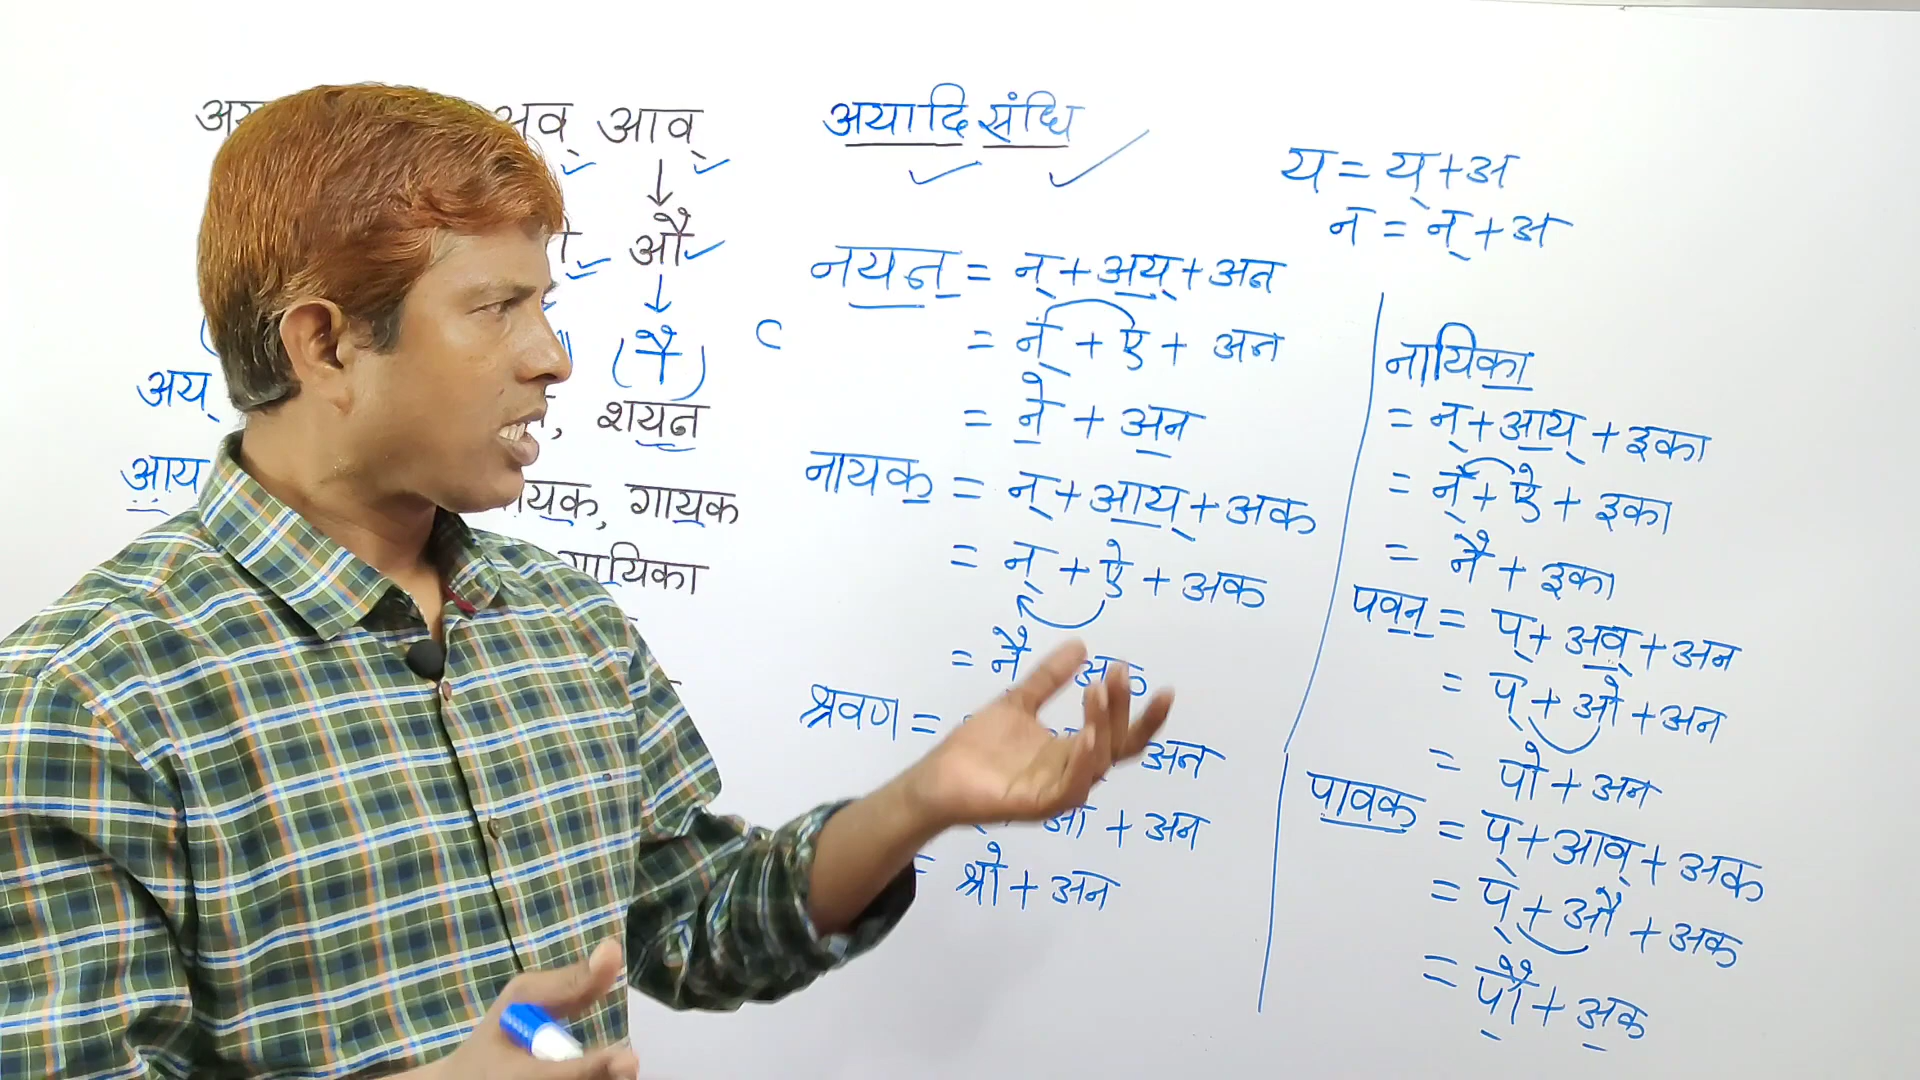 अव् आव्
औ
अय्
, शयन
आय
यक, गायक
गायिका
अयादि संधि
य = य् + अ
न = न् + अ
नयन = न् + अय् + अन
= न् + ए + अन
= ने + अन
नायक = न् + आय् + अक
= न् + ऐ + अक
= नै अक
श्रवण = अन
ओ + अन
= श्रो + अन
नायिका
= न् + आय् + इका
= न् + ऐ + इका
= नै + इका
पवन = प् + अव् + अन
= प् + ओ + अन
= पो + अन
पावक = प् + आव् + अक
= प् + औ + अक
= पौ + अक